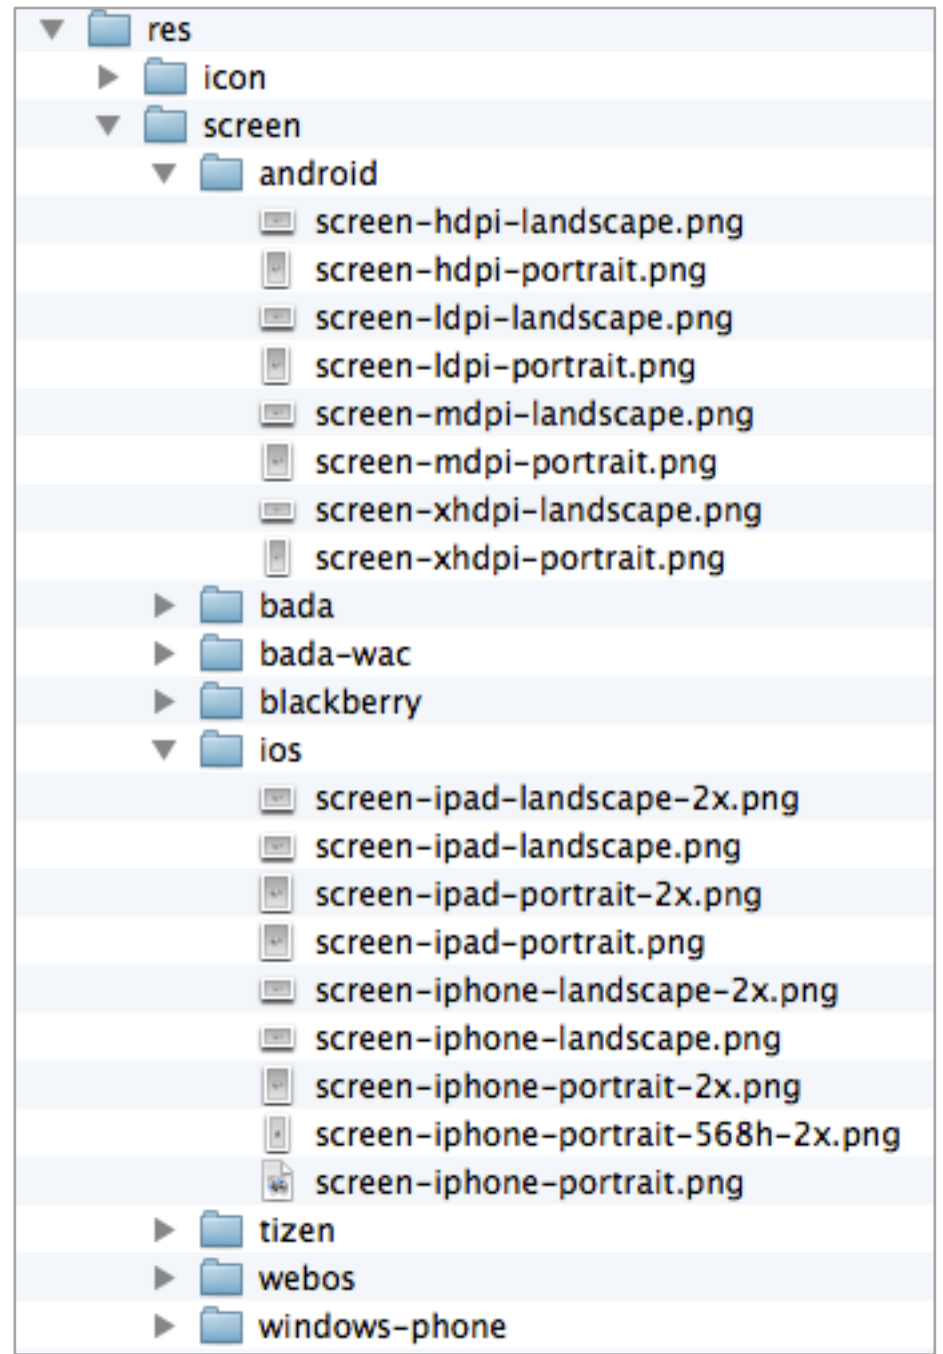 res
icon
screen
android
screen-hdpi-landscape.png
screen-hdpi-portrait.png
screen-ldpi-landscape.png
screen-ldpi-portrait.png
screen-mdpi-landscape.png
screen-mdpi-portrait.png
screen-xhdpi-landscape.png
screen-xhdpi-portrait.png
bada
bada-wac
blackberry
ios
screen-ipad-landscape-2x.png
screen-ipad-landscape.png
screen-ipad-portrait-2x.png
screen-ipad-portrait.png
screen-iphone-landscape-2x.png
screen-iphone-landscape.png
screen-iphone-portrait-2x.png
screen-iphone-portrait-568h-2x.png
screen-iphone-portrait.png
tizen
webos
windows-phone